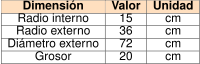 Dimensión Valor Unidad
Radio interno 15 cm
Radio externo 36 cm
Diámetro externo 72 cm
Grosor 20 cm